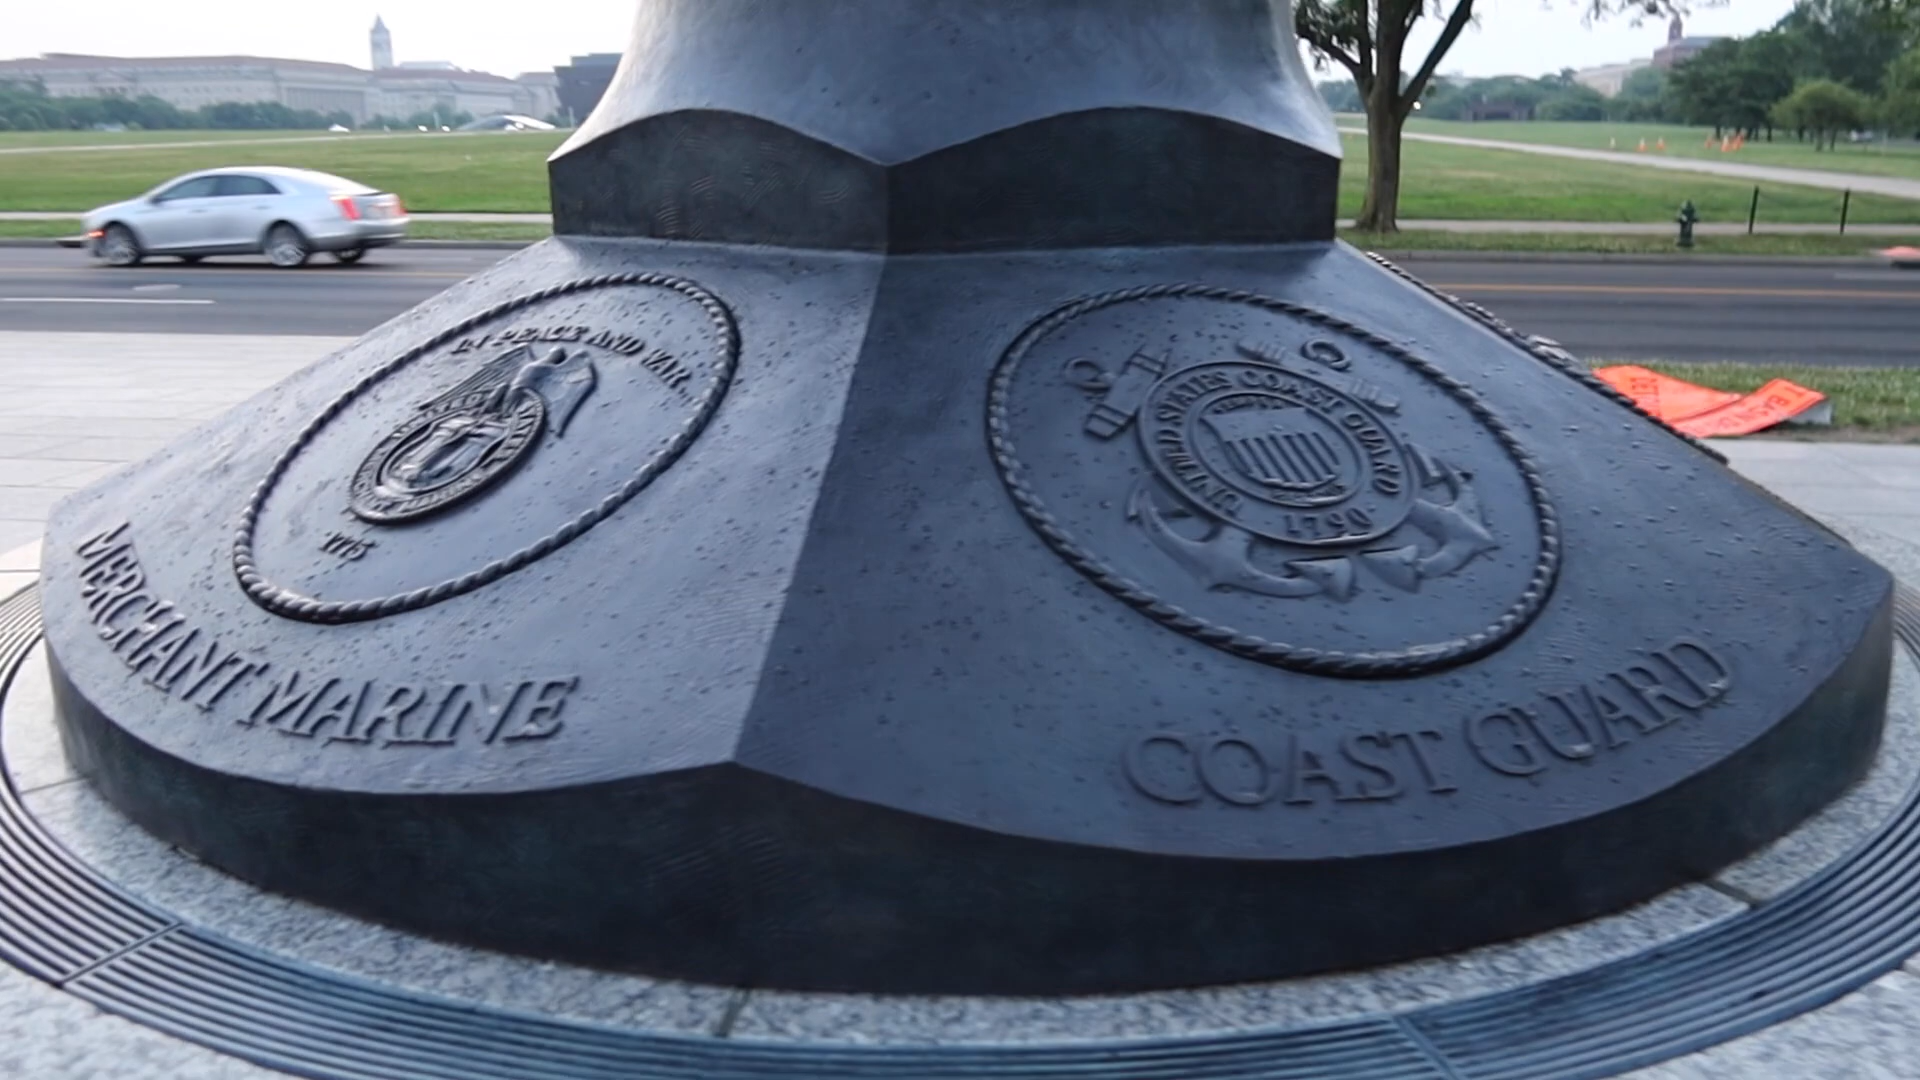 IN PEACE AND WAR
1775
MERCHANT MARINE
UNITED STATES COAST GUARD
1790
COAST GUARD